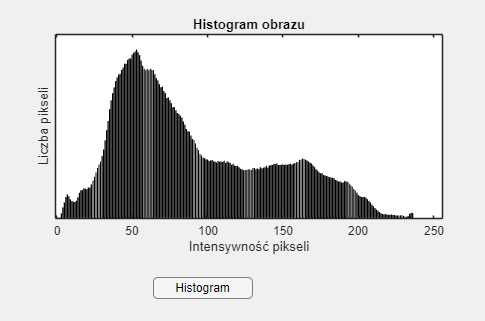 Histogram obrazu
Liczba pikseli
0 50 100 150 200 250
Intensywność pikseli
Histogram